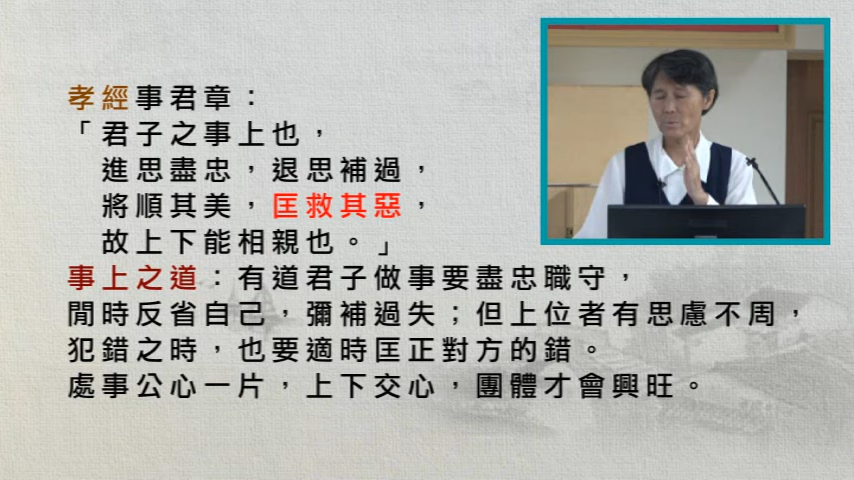 孝經事君章：
「君子之事上也，
進思盡忠，退思補過，
將順其美，匡救其惡，
故上下能相親也。」
事上之道：有道君子做事要盡忠職守，
閒時反省自己，彌補過失；但上位者有思慮不周，
犯錯之時，也要適時匡正對方的錯。
處事公心一片，上下交心，團體才會興旺。